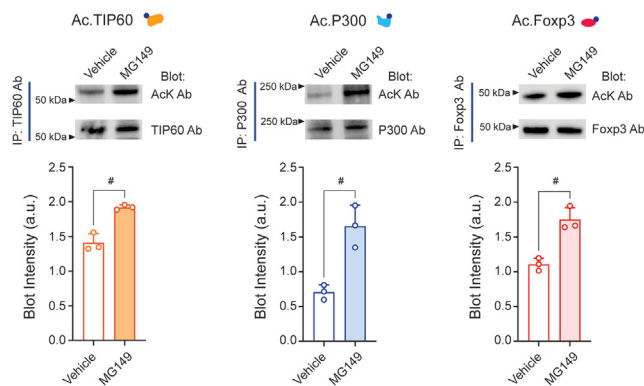 Ac.TIP60
Vehicle
MG149
Blot:
IP: TIP60 Ab
50 kDa
AcK Ab
50 kDa
TIP60 Ab
Blot Intensity (a.u.)
2.5
2.0
1.5
1.0
0.5
0.0
#
Vehicle
MG149
Ac.P300
Vehicle
MG149
Blot:
IP: P300 Ab
250 kDa
AcK Ab
250 kDa
P300 Ab
Blot Intensity (a.u.)
2.5
2.0
1.5
1.0
0.5
0.0
#
Vehicle
MG149
Ac.Foxp3
Vehicle
MG149
Blot:
IP: Foxp3 Ab
50 kDa
AcK Ab
50 kDa
Foxp3 Ab
Blot Intensity (a.u.)
2.5
2.0
1.5
1.0
0.5
0.0
#
Vehicle
MG149